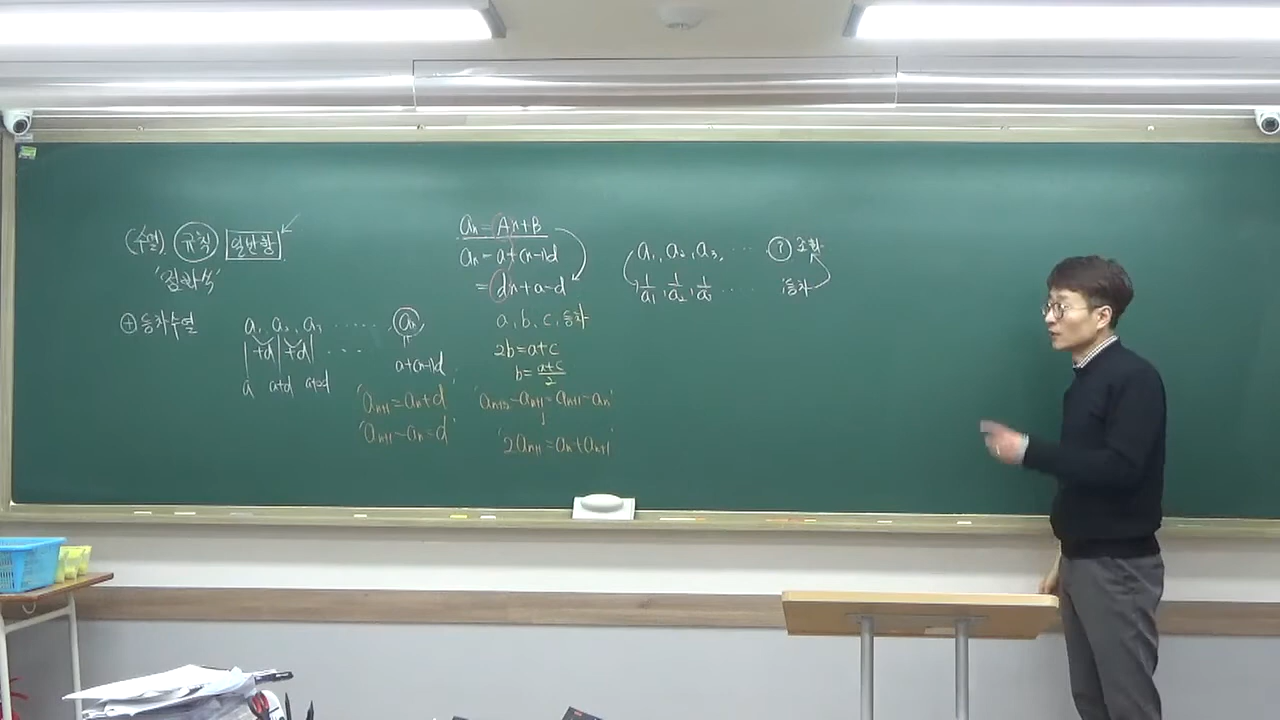 (수열) 규칙 일반항
'점화식'
⊕ 등차수열
a₁, a₂, a₃ ······ aₙ,
+d +d ···
a a+d a+2d a+(n-1)d
'aₙ₊₁=aₙ+d
'aₙ₊₁-aₙ=d'
aₙ=An+B
aₙ=a+(n-1)d
=dn+a-d
a, b, c, 등차
2b=a+c
b=a+c/2
'aₙ₊₂-aₙ₊₁=aₙ₊₁-aₙ'
'2aₙ₊₁=aₙ+aₙ₊₁'
a₁, a₂, a₃, ··· ? 조화
1/a₁, 1/a₂, 1/a₃ ···· 등차